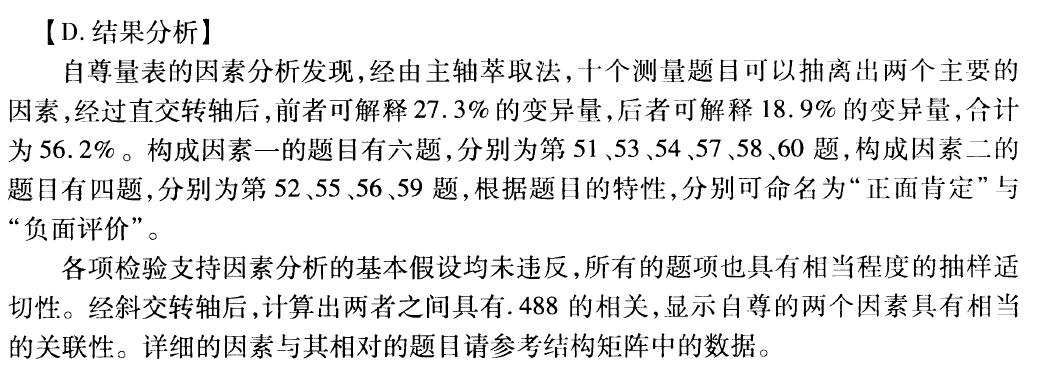 【D. 结果分析】
自尊量表的因素分析发现,经由主轴萃取法,十个测量题目可以抽离出两个主要的
因素,经过直交转轴后,前者可解释 27.3%的变异量,后者可解释 18.9%的变异量,合计
为 56.2%。构成因素一的题目有六题,分别为第 51、53、54、57、58、60 题,构成因素二的
题目有四题,分别为第 52、55、56、59 题,根据题目的特性,分别可命名为“正面肯定”与
“负面评价”。
各项检验支持因素分析的基本假设均未违反,所有的题项也具有相当程度的抽样适
切性。经斜交转轴后,计算出两者之间具有.488 的相关,显示自尊的两个因素具有相当
的关联性。详细的因素与其相对的题目请参考结构矩阵中的数据。